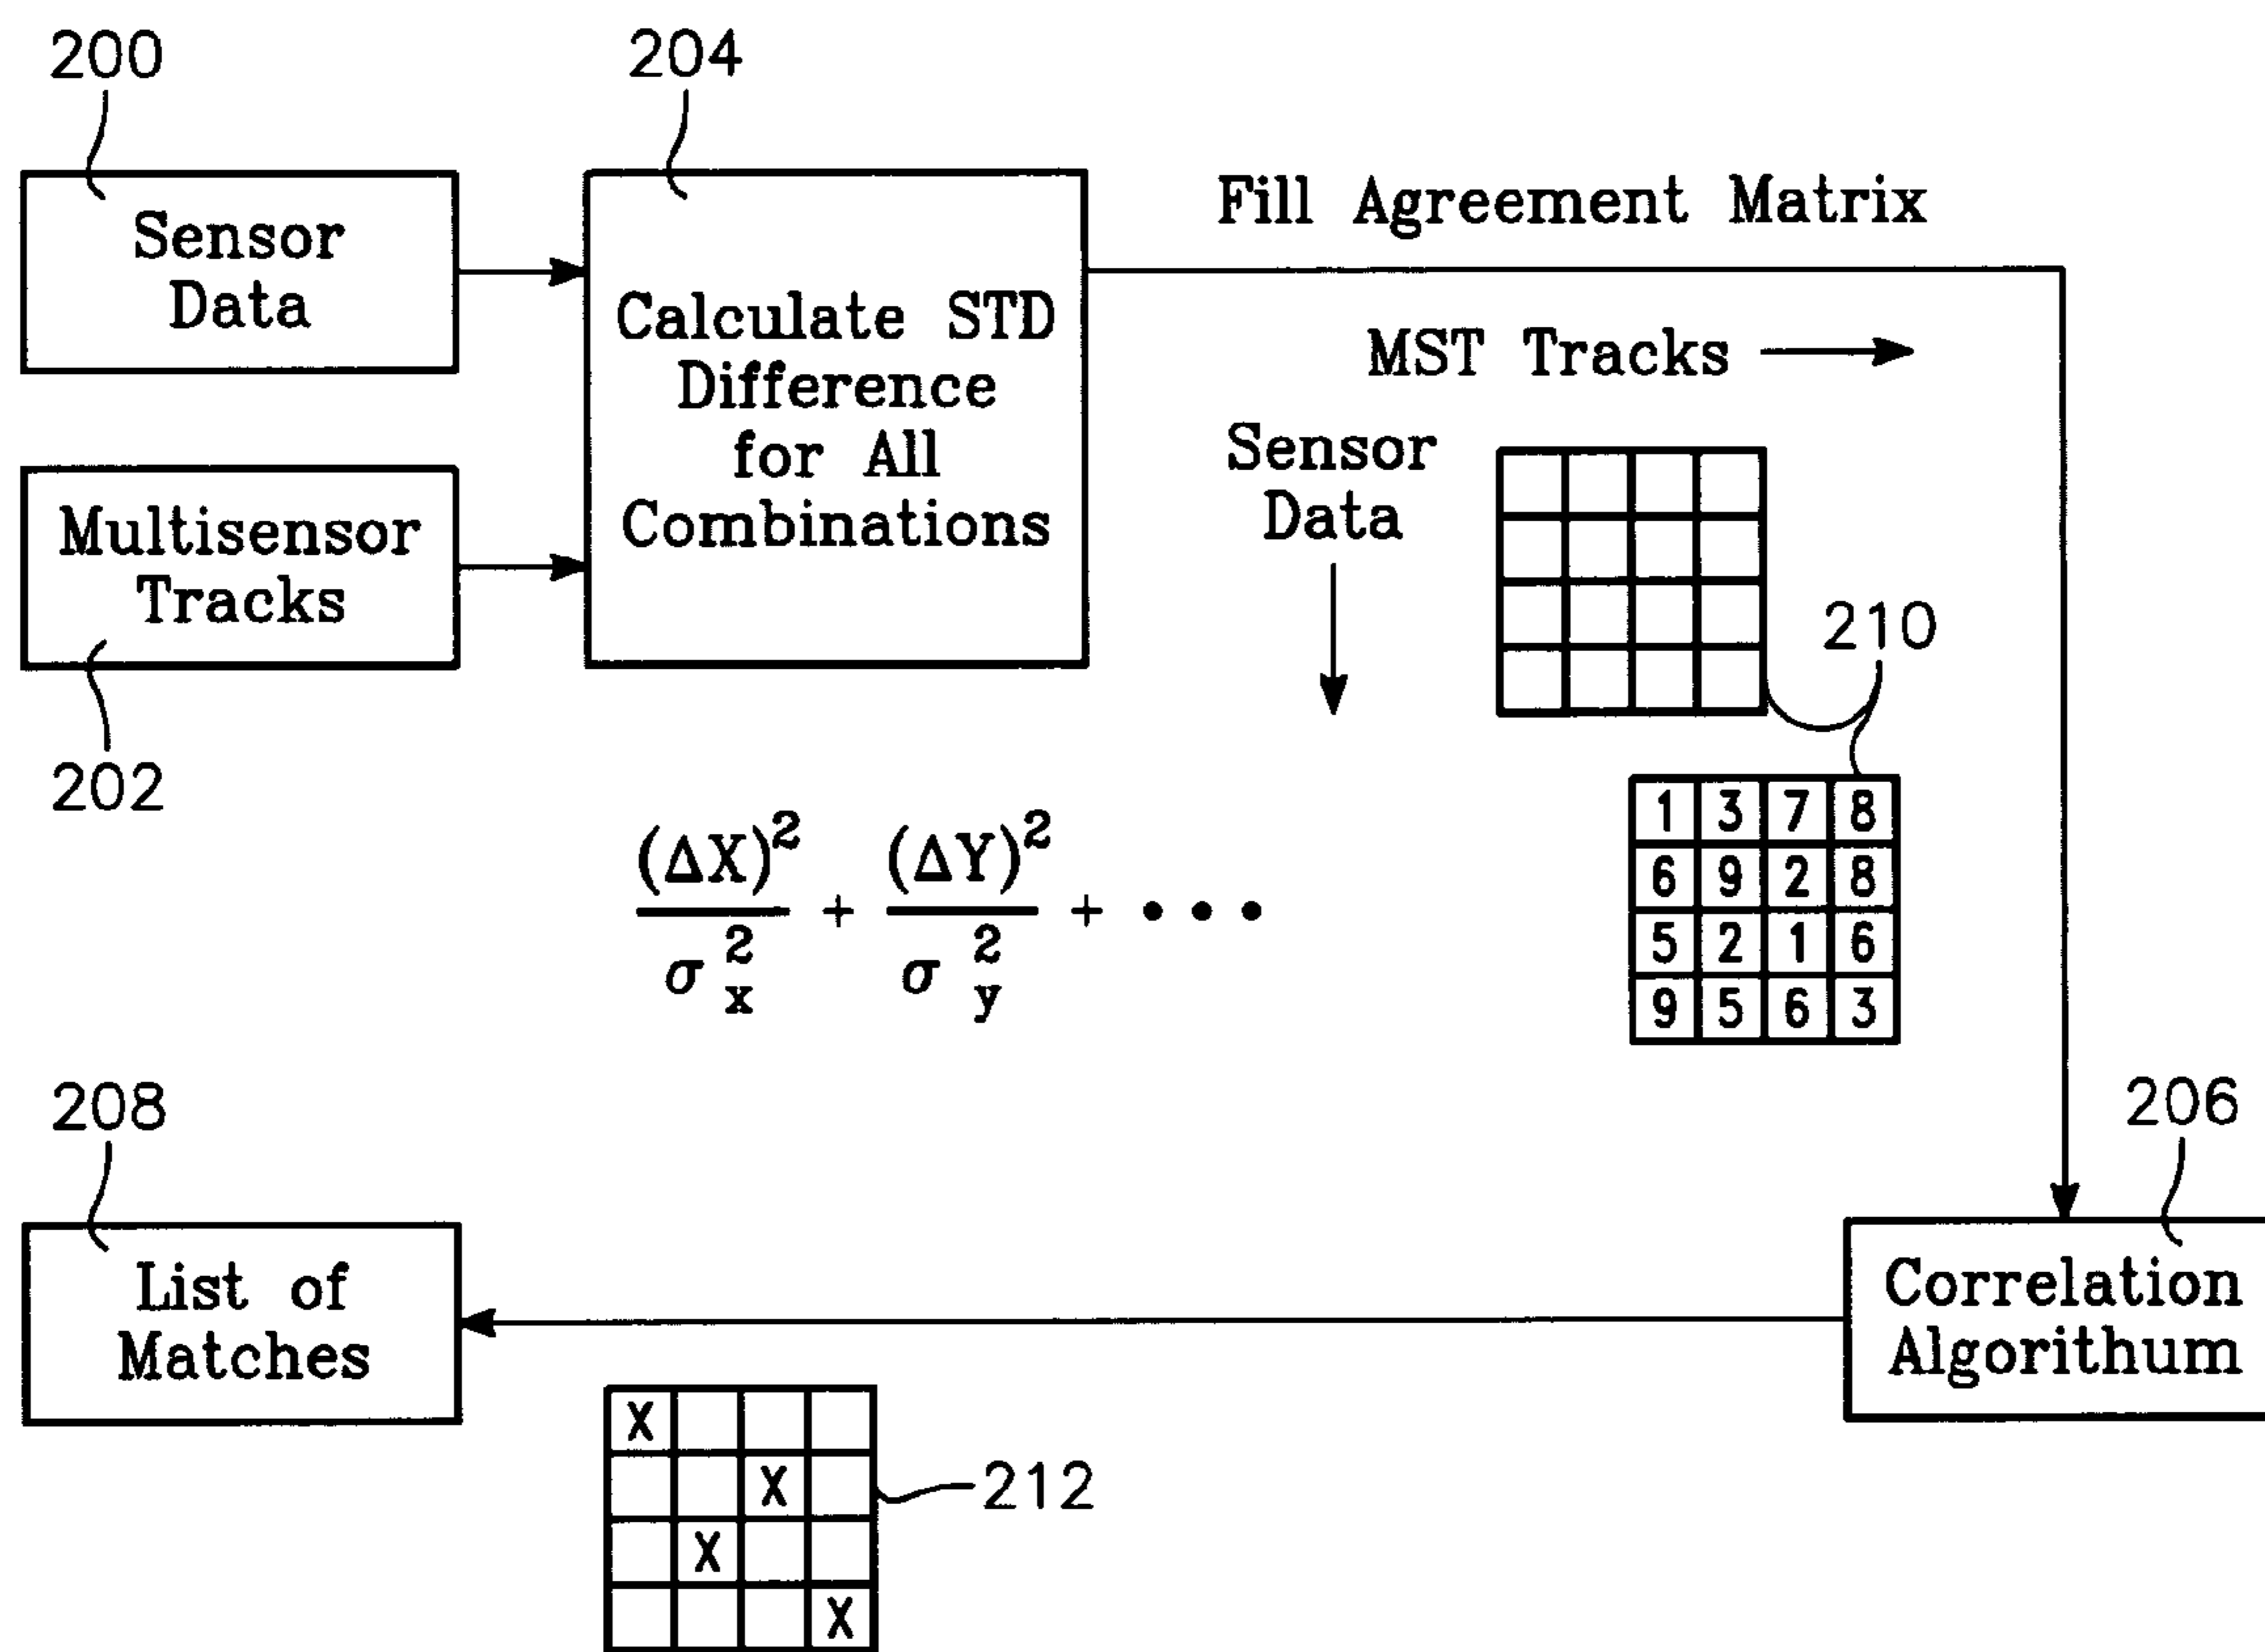 200
204
Sensor
Data
Calculate STD
Difference
for All
Combinations
Fill Agreement Matrix
MST Tracks
Sensor
Data
Multisensor
Tracks
202
210
(ΔX)² / σ²x + (ΔY)² / σ²y + •••
1 3 7 8
6 9 2 8
5 2 1 6
9 5 6 3
208
206
List of
Matches
Correlation
Algorithum
X
X
X
X
212